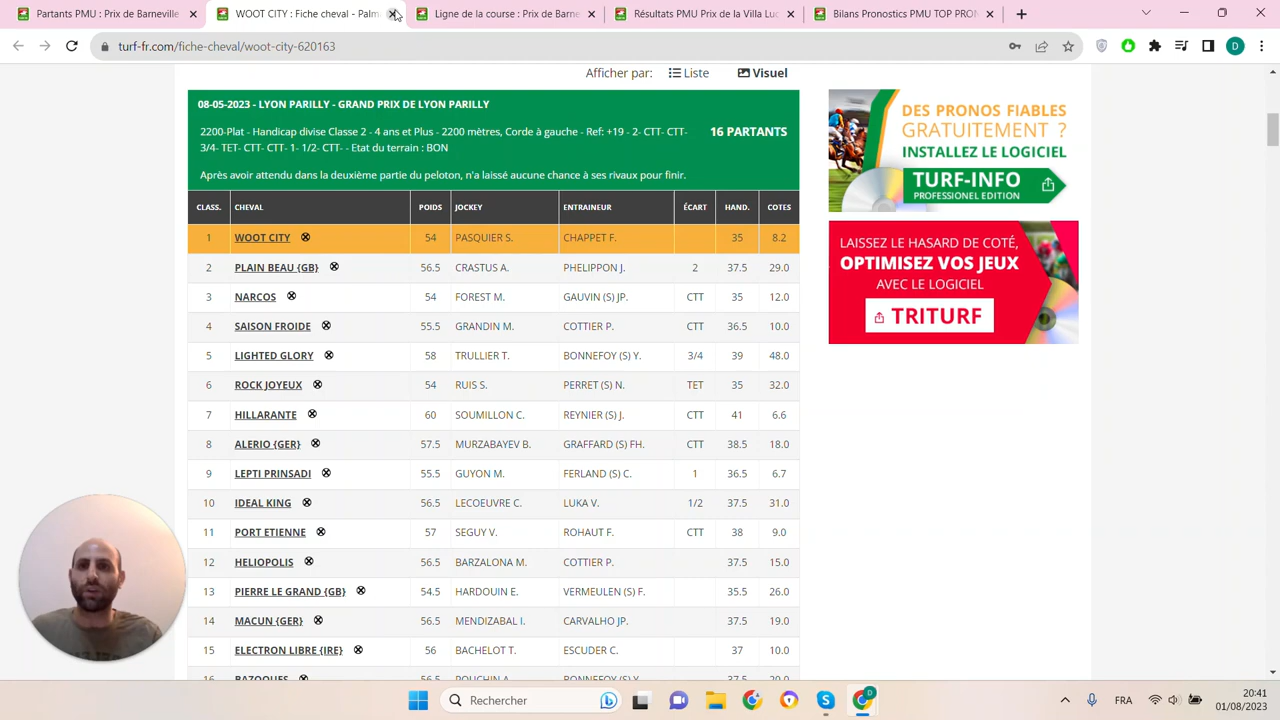 Partants PMU : Prix de Barneville
WOOT CITY : Fiche cheval - Palm
Ligne de la course : Prix de Barne
Résultats PMU Prix de la Villa Luc
Bilans Pronostics PMU TOP PRON
turf-fr.com/fiche-cheval/woot-city-620163
D
Afficher par: Liste Visuel
08-05-2023 - LYON PARILLY - GRAND PRIX DE LYON PARILLY
2200-Plat - Handicap divise Classe 2 - 4 ans et Plus - 2200 mètres, Corde à gauche - Ref: +19 - 2- CTT- CTT-
3/4- TET- CTT- CTT- 1- 1/2- CTT- - Etat du terrain : BON
16 PARTANTS
Après avoir attendu dans la deuxième partie du peloton, n'a laissé aucune chance à ses rivaux pour finir.
CLASSE CHEVAL POIDS JOCKEY ENTRAINEUR ÉCART HAND. COTES
1 WOOT CITY 54 PASQUIER S. CHAPPET F. 35 8.2
2 PLAIN BEAU {GB} 56.5 CRASTUS A. PHELIPPON J. 2 37.5 29.0
3 NARCOS 54 FOREST M. GAUVIN (S) JP. CTT 35 12.0
4 SAISON FROIDE 55.5 GRANDIN M. COTTIER P. CTT 36.5 10.0
5 LIGHTED GLORY 58 TRULLIER T. BONNEFOY (S) Y. 3/4 39 48.0
6 ROCK JOYEUX 54 RUIS S. PERRET (S) N. TET 35 32.0
7 HILLARANTE 60 SOUMILLON C. REYNIER (S) J. CTT 41 6.6
8 ALERIO {GER} 57.5 MURZABAYEV B. GRAFFARD (S) FH. CTT 38.5 18.0
9 LEPTI PRINSADI 55.5 GUYON M. FERLAND (S) C. 1 36.5 6.7
10 IDEAL KING 56.5 LECOEUVRE C. LUKA V. 1/2 37.5 31.0
11 PORT ETIENNE 57 SEGUY V. ROHAUT F. CTT 38 9.0
12 HELIOPOLIS 56.5 BARZALONA M. COTTIER P. 37.5 15.0
13 PIERRE LE GRAND {GB} 54.5 HARDOUIN E. VERMEULEN (S) F. 35.5 26.0
14 MACUN {GER} 56.5 MENDIZABAL I. CARVALHO JP. 37.5 19.0
15 ELECTRON LIBRE {IRE} 56 BACHELOT T. ESCUDER C. 37 10.0
16 BAZOQUES 56.5 POUCHIN A. 37.5 20.0
DES PRONOS FIABLES
GRATUITEMENT ?
INSTALLEZ LE LOGICIEL
TURF-INFO
PROFESSIONEL EDITION
LAISSEZ LE HASARD DE COTÉ,
OPTIMISEZ VOS JEUX
AVEC LE LOGICIEL
TRITURF
Rechercher
D
FRA
20:41
01/08/2023